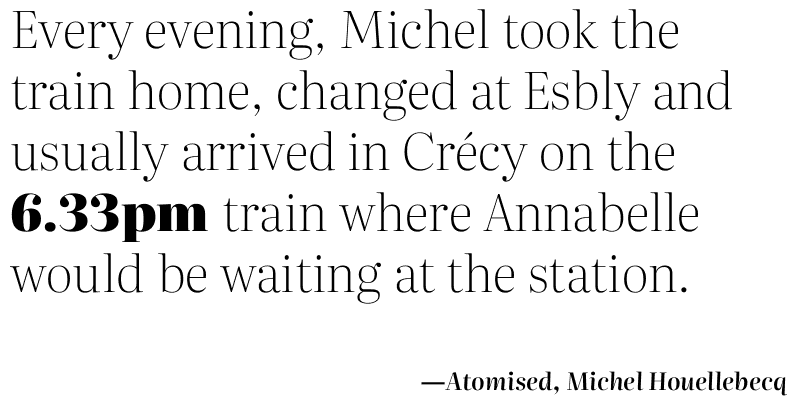 Every evening, Michel took the
train home, changed at Esbly and
usually arrived in Crécy on the
6.33pm train where Annabelle
would be waiting at the station.
—Atomised, Michel Houellebecq